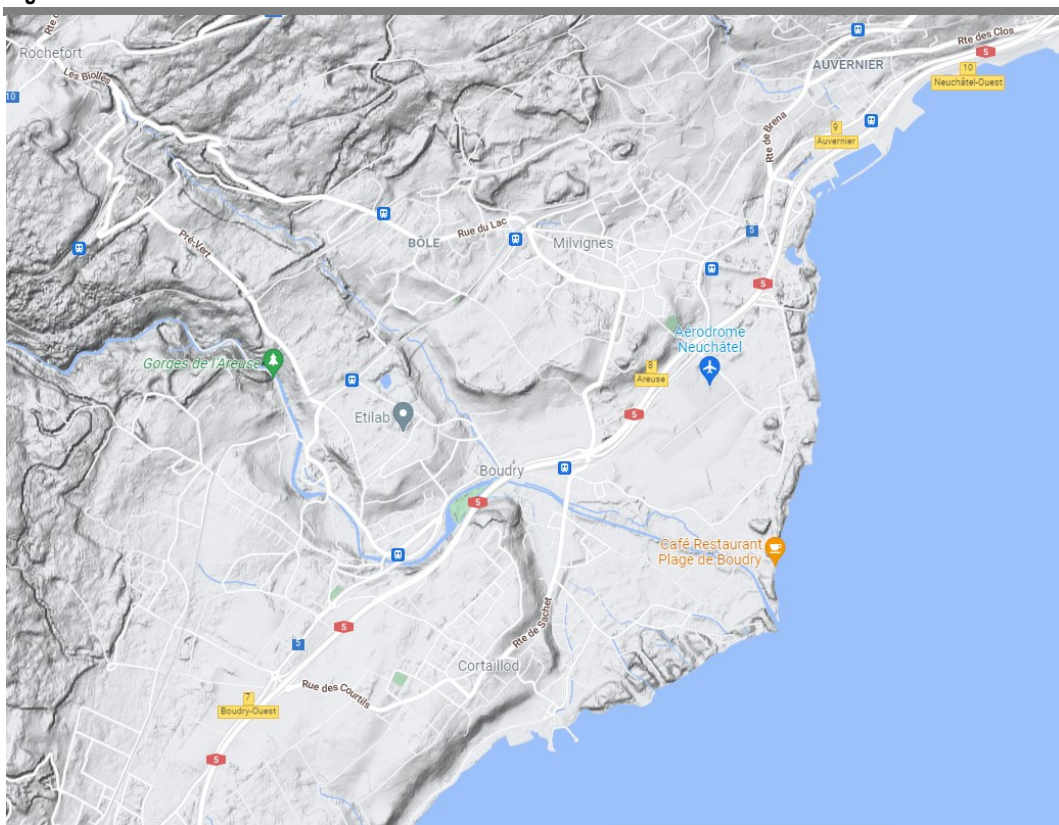 Rte des Clos
Rochefort
5
AUVERNIER
10
Neuchâtel-Ouest
Les Biolles
10
Rte de Brena
9
Auvernier
Rue du Lac
5
Pré-Vert
BÔLE
Milvignes
5
Aérodrome
Neuchâtel
Gorges de l'Areuse
8
Areuse
Etilab
5
Boudry
5
Café Restaurant
Plage de Boudry
5
5
Rte de Sachet
Cortaillod
Rue des Courtils
7
Boudry-Ouest
5